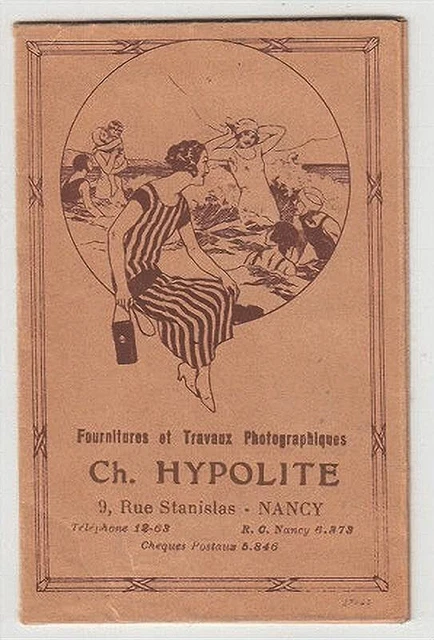 Fournitures et Travaux Photographiques
Ch. HYPOLITE
9, Rue Stanislas - NANCY
Téléphone 12-63 R. C. Nancy 6.373
Cheques Postaux 5.846